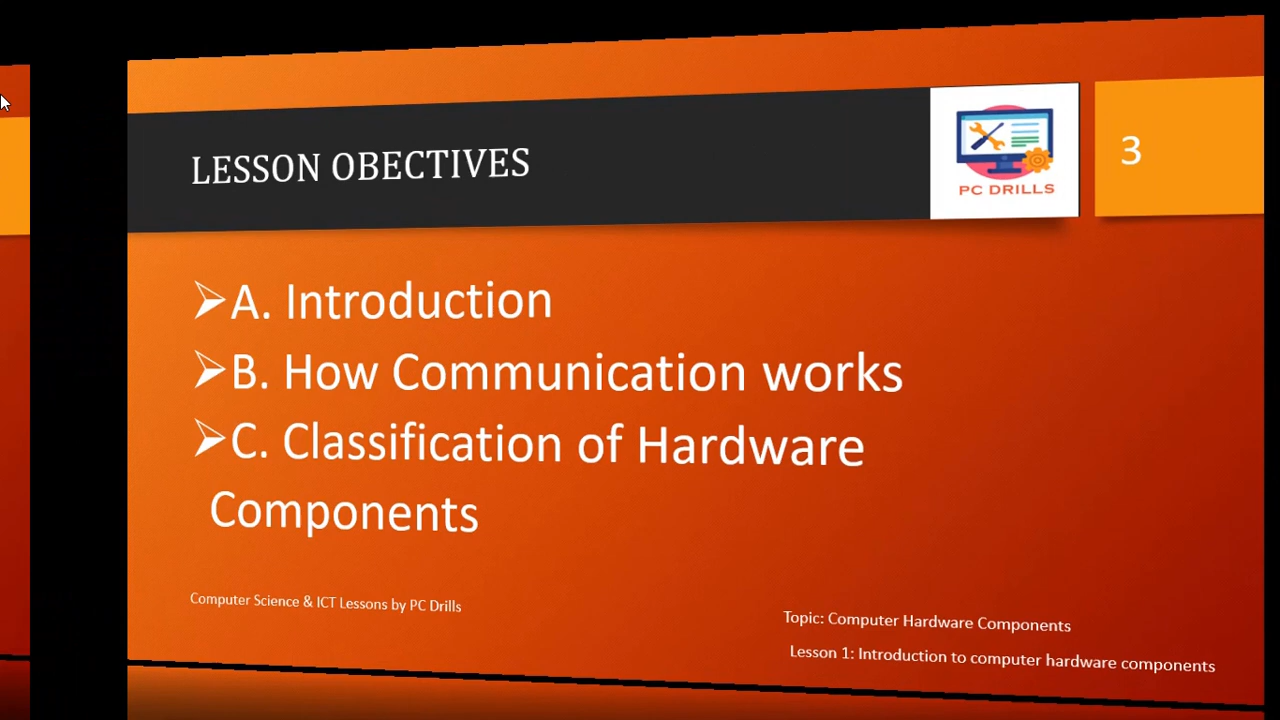 LESSON OBECTIVES
PC DRILLS
3
➢A. Introduction
➢B. How Communication works
➢C. Classification of Hardware
Components
Computer Science & ICT Lessons by PC Drills
Topic: Computer Hardware Components
Lesson 1: Introduction to computer hardware components